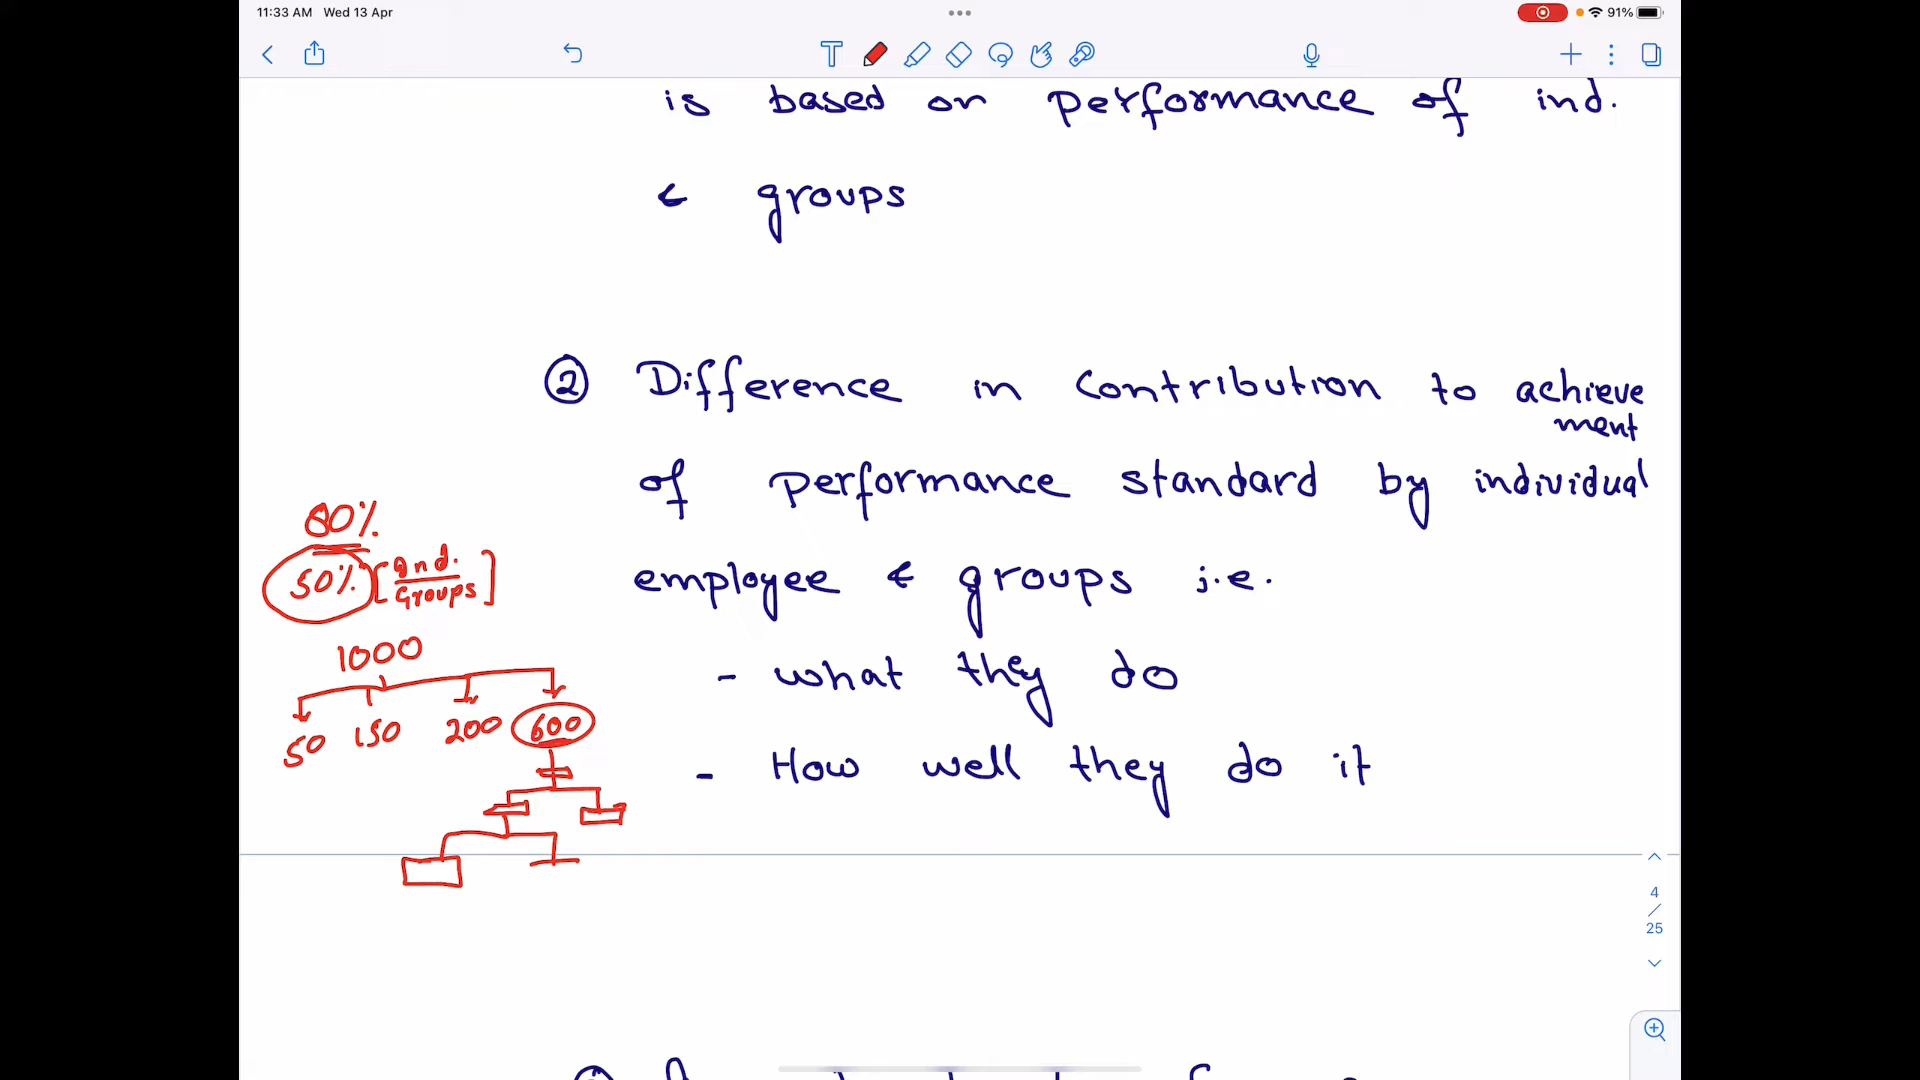 11:33 AM Wed 13 Apr
91%
is based on performance of ind.
& groups
② Difference in contribution to achieve
ment
of performance standard by individual
employee & groups i.e.
- what they do
- How well they do it
80%
50% [Ind.
Groups]
1000
50 150 200 600
4
/
25